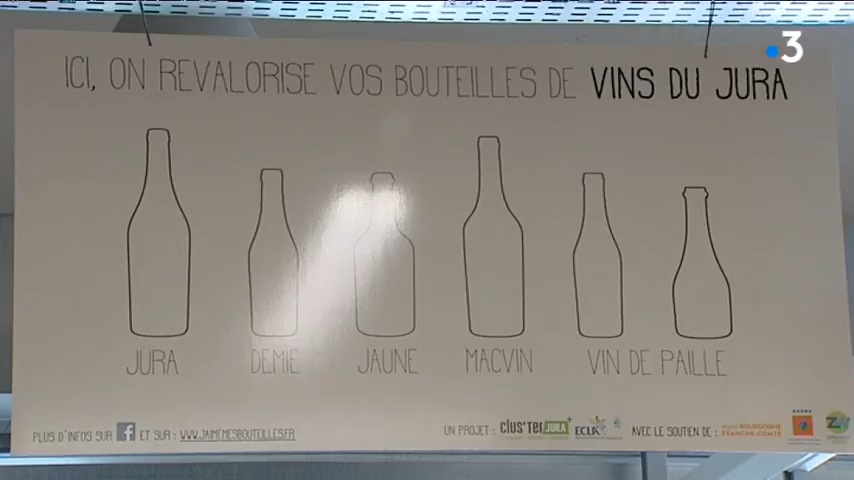 3
ICI, ON REVALORISE VOS BOUTEILLES DE VINS DU JURA
JURA DEMIE JAUNE MACVIN VIN DE PAILLE
PLUS D'INFOS SUR f ET SUR : WWW.JAIMEMESBOUTEILLES.FR UN PROJET : clus'ter JURA ECLA AVEC LE SOUTIEN DE : BOURGOGNE FRANCHE-COMTÉ ADEME